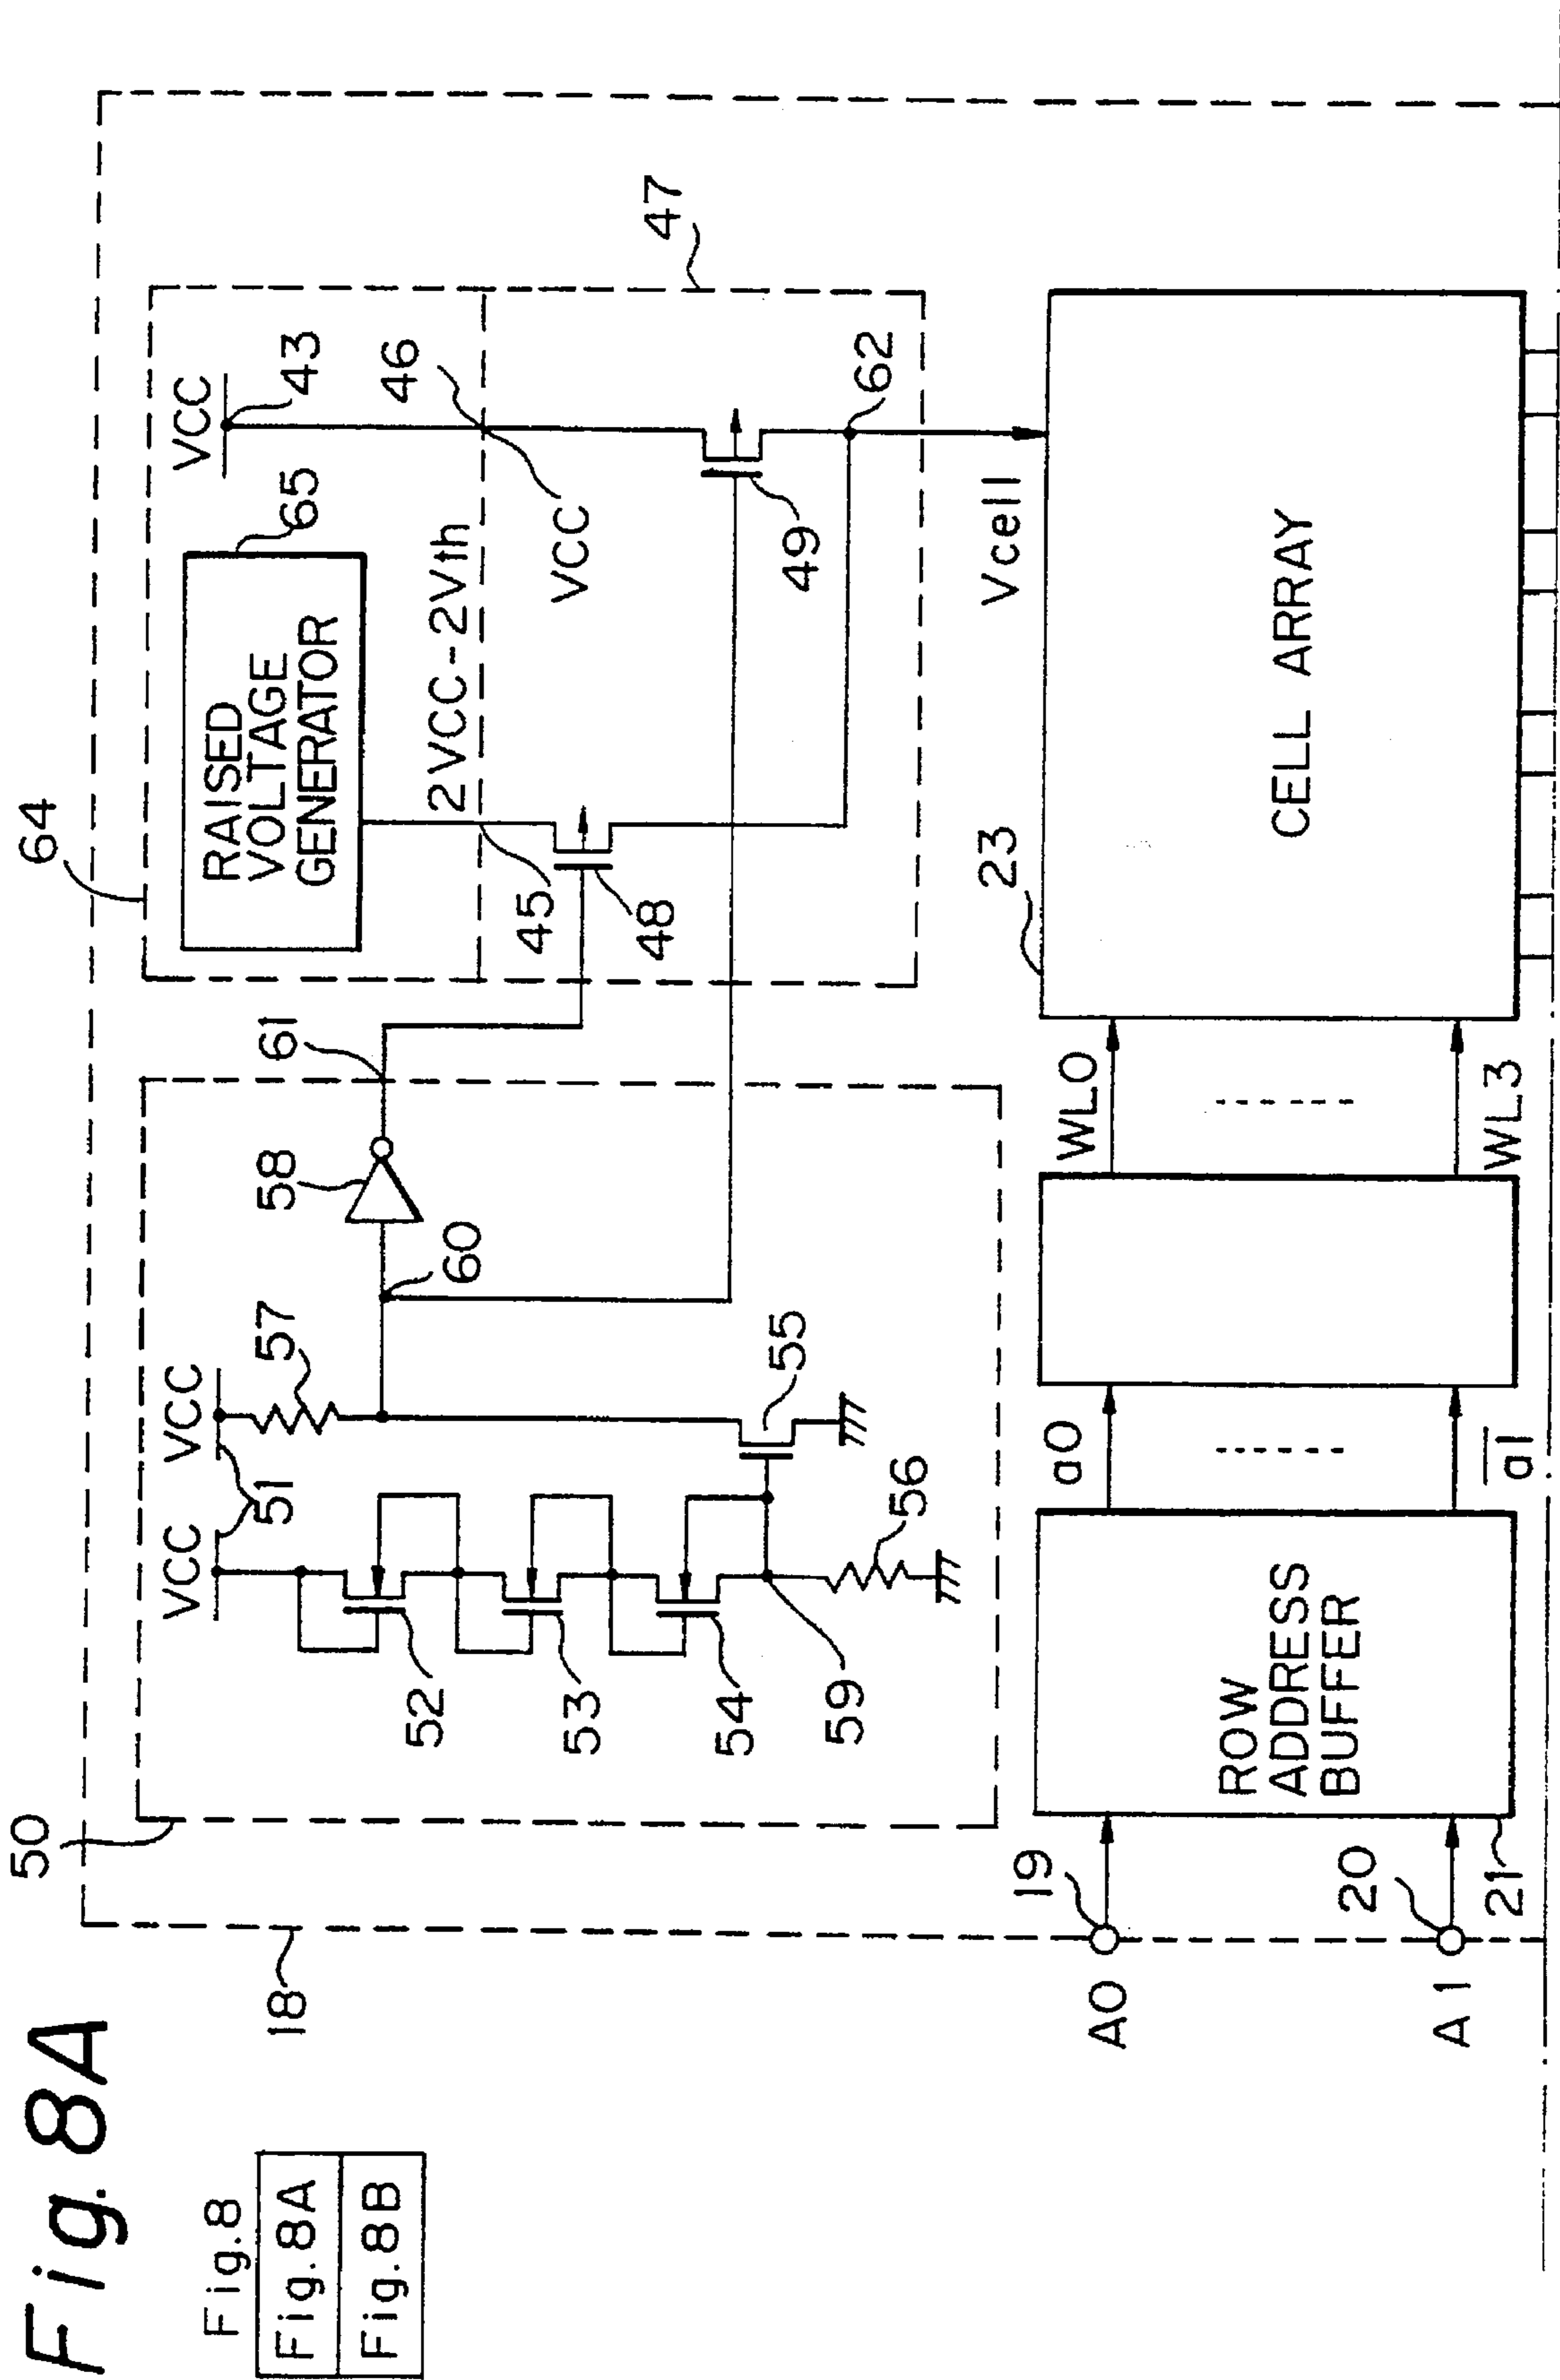 Fig. 8A
Fig.8
Fig.8A
Fig.8B
18
50
64
VCC
VCC
51
57
52
53
54
55
56
58
59
60
61
RAISED
VOLTAGE
GENERATOR
65
VCC
43
2VCC-2Vth
45
46
VCC
48
49
47
62
Vcell
A0
19
A1
20
ROW
ADDRESS
BUFFER
21
a0
a1
WL0
WL3
23
CELL ARRAY